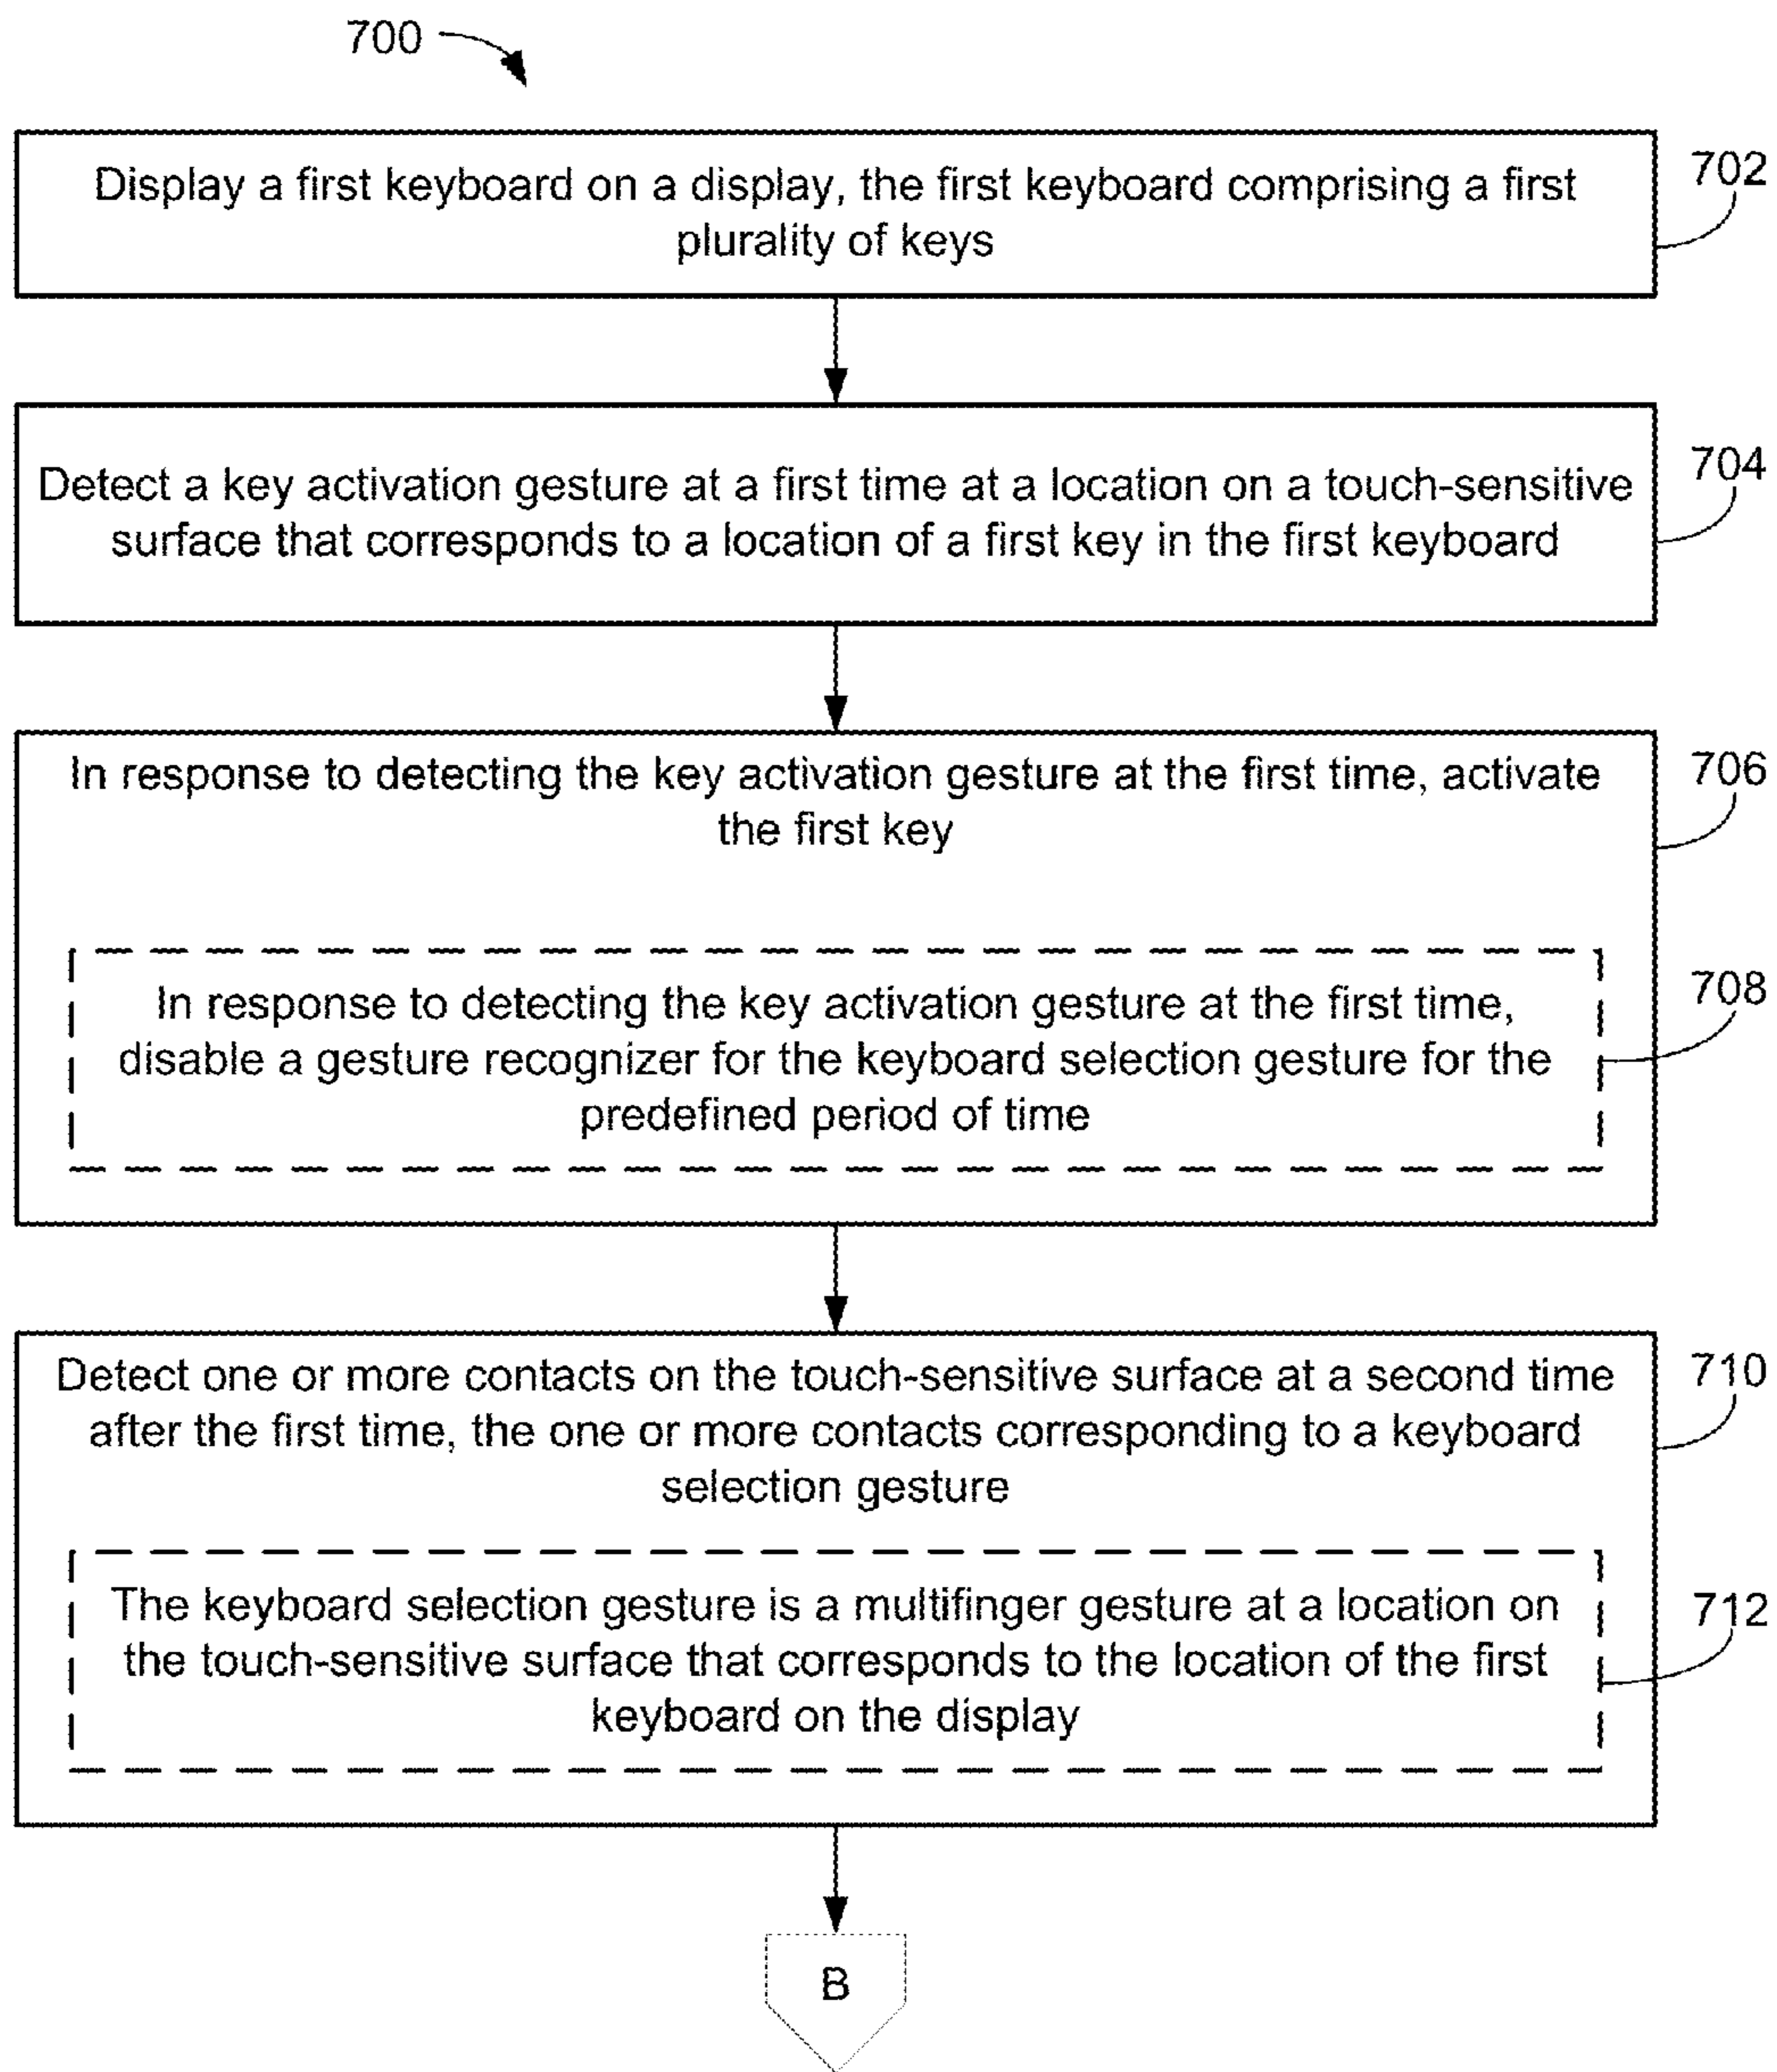 700
Display a first keyboard on a display, the first keyboard comprising a first
plurality of keys
702
Detect a key activation gesture at a first time at a location on a touch-sensitive
surface that corresponds to a location of a first key in the first keyboard
704
In response to detecting the key activation gesture at the first time, activate
the first key
706
In response to detecting the key activation gesture at the first time,
disable a gesture recognizer for the keyboard selection gesture for the
predefined period of time
708
Detect one or more contacts on the touch-sensitive surface at a second time
after the first time, the one or more contacts corresponding to a keyboard
selection gesture
710
The keyboard selection gesture is a multifinger gesture at a location on
the touch-sensitive surface that corresponds to the location of the first
keyboard on the display
712
B